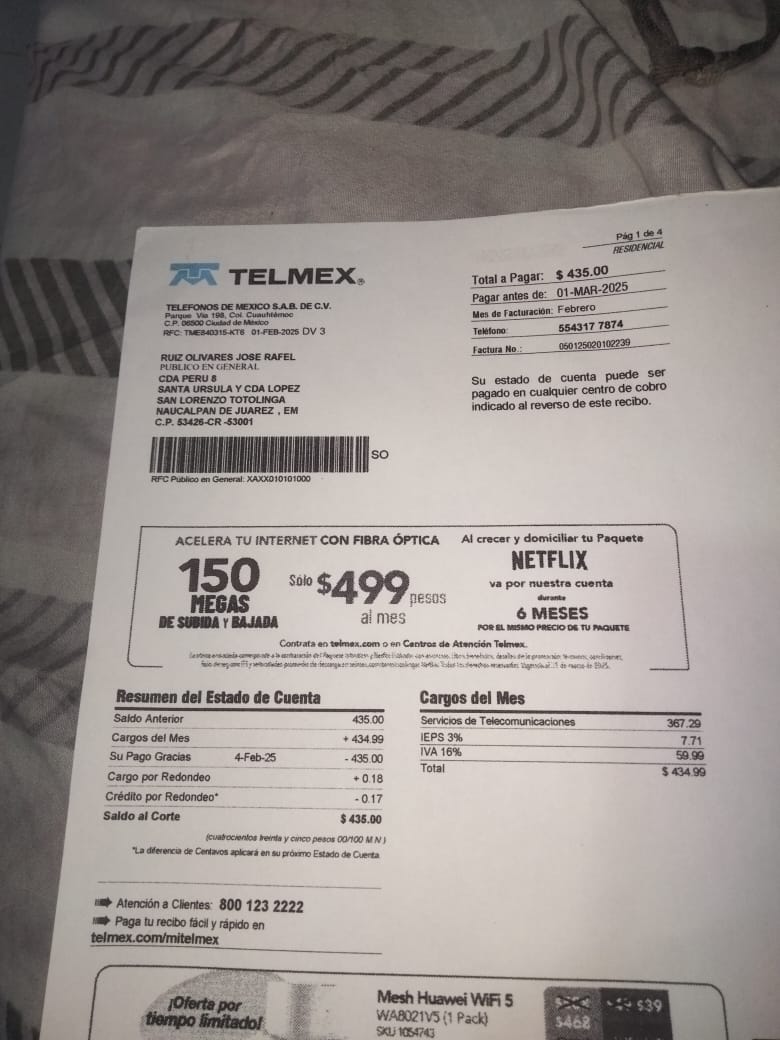 Pág 1 de 4
RESIDENCIAL
TELMEX®
TELEFONOS DE MEXICO S.A.B. DE C.V.
Parque Vía 198, Col. Cuauhtémoc
C.P. 06500 Ciudad de México
RFC: TME840315-KT6 01-FEB-2025 DV 3
Total a Pagar: $ 435.00
Pagar antes de: 01-MAR-2025
Mes de Facturación: Febrero
Teléfono: 554317 7874
Factura No.: 050125020102239
RUIZ OLIVARES JOSE RAFEL
PUBLICO EN GENERAL
CDA PERU 8
SANTA URSULA Y CDA LOPEZ
SAN LORENZO TOTOLINGA
NAUCALPAN DE JUAREZ , EM
C.P. 53426-CR -53001
Su estado de cuenta puede ser
pagado en cualquier centro de cobro
indicado al reverso de este recibo.
SO
RFC Público en General: XAXX010101000
ACELERA TU INTERNET CON FIBRA ÓPTICA
150
MEGAS
DE SUBIDA Y BAJADA
Sólo $499 pesos
al mes
Al crecer y domiciliar tu Paquete
NETFLIX
va por nuestra cuenta
durante
6 MESES
POR EL MISMO PRECIO DE TU PAQUETE
Contrata en telmex.com o en Centros de Atención Telmex.
Resumen del Estado de Cuenta
Saldo Anterior 435.00
Cargos del Mes + 434.99
Su Pago Gracias 4-Feb-25 - 435.00
Cargo por Redondeo + 0.18
Crédito por Redondeo* - 0.17
Saldo al Corte $ 435.00
(cuatrocientos treinta y cinco pesos 00/100 M N )
*La diferencia de Centavos aplicará en su próximo Estado de Cuenta
Cargos del Mes
Servicios de Telecomunicaciones 367.29
IEPS 3% 7.71
IVA 16% 59.99
Total $ 434.99
Atención a Clientes: 800 123 2222
Paga tu recibo fácil y rápido en
telmex.com/mitelmex
¡Oferta por
tiempo limitado!
Mesh Huawei WiFi 5
WA8021V5 (1 Pack)
SKU 1054743
$468
$39